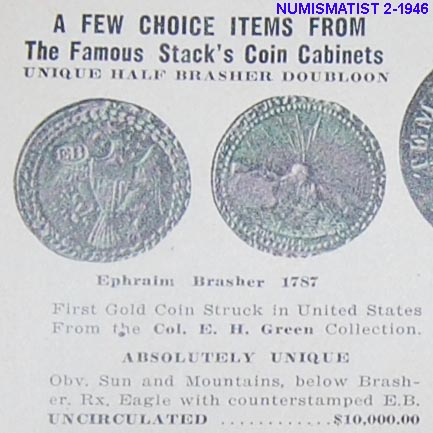 NUMISMATIST 2-1946
A FEW CHOICE ITEMS FROM
The Famous Stack's Coin Cabinets
UNIQUE HALF BRASHER DOUBLOON
EB
Ephraim Brasher 1787
First Gold Coin Struck in United States
From the Col. E. H. Green Collection.
ABSOLUTELY UNIQUE
Obv. Sun and Mountains, below Brash-
er. Rx. Eagle with counterstamped E.B.
UNCIRCULATED ............$10,000.00